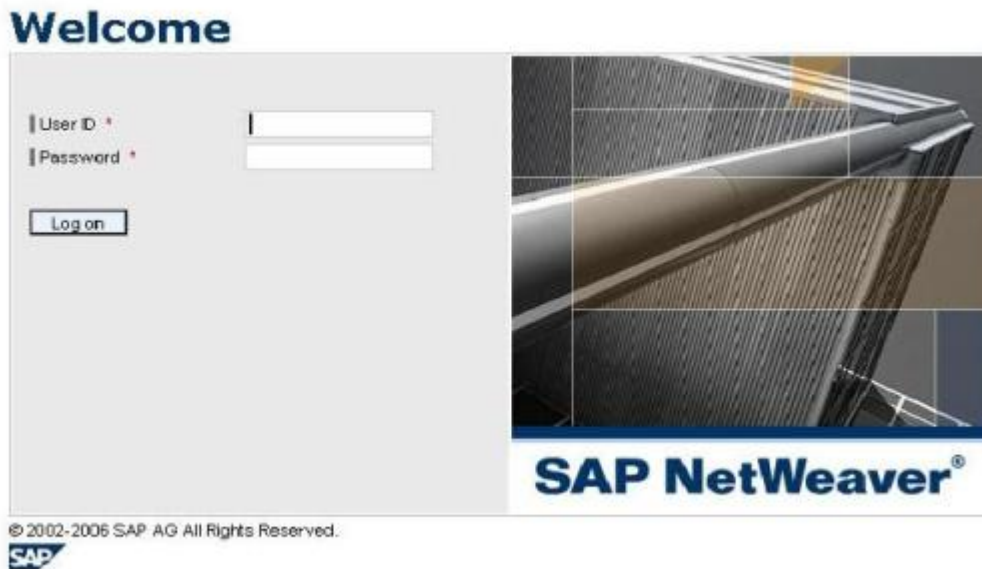 Welcome
User ID *
Password *
Log on
SAP NetWeaver®
© 2002-2006 SAP AG All Rights Reserved.
SAP